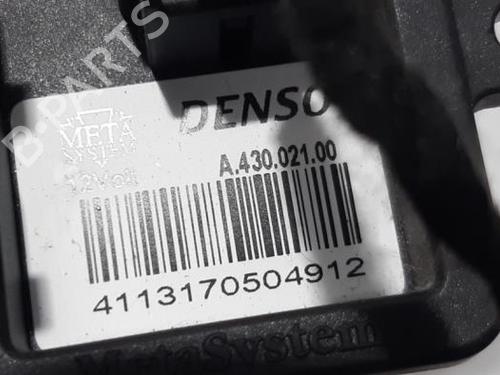 B-PARTS
META
SYSTEM
DENSO
12Volt
A.430.021.00
4113170504912
MetaSystem